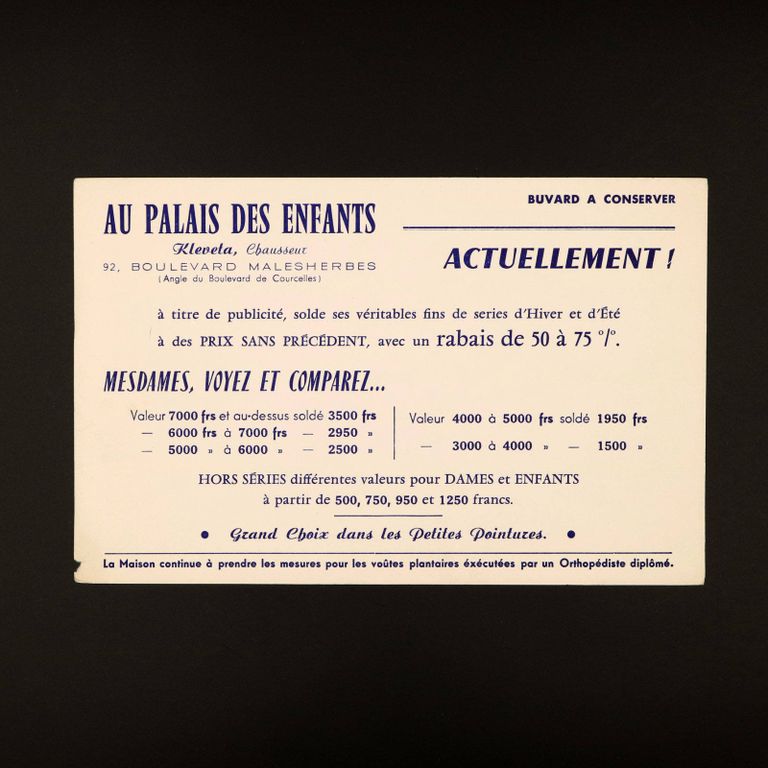 AU PALAIS DES ENFANTS
Kleveta, Chausseur
92, BOULEVARD MALESHERBES
(Angle du Boulevard de Courcelles)
BUVARD A CONSERVER
ACTUELLEMENT !
à titre de publicité, solde ses véritables fins de series d'Hiver et d'Été
à des PRIX SANS PRÉCÉDENT, avec un rabais de 50 à 75 °/°.
MESDAMES, VOYEZ ET COMPAREZ...
Valeur 7000 frs et au-dessus soldé 3500 frs
— 6000 frs à 7000 frs — 2950 »
— 5000 » à 6000 » — 2500 »
Valeur 4000 à 5000 frs soldé 1950 frs
— 3000 à 4000 » — 1500 »
HORS SÉRIES différentes valeurs pour DAMES et ENFANTS
à partir de 500, 750, 950 et 1250 francs.
• Grand Choix dans les Petites Pointures. •
La Maison continue à prendre les mesures pour les voûtes plantaires éxécutées par un Orthopédiste diplômé.